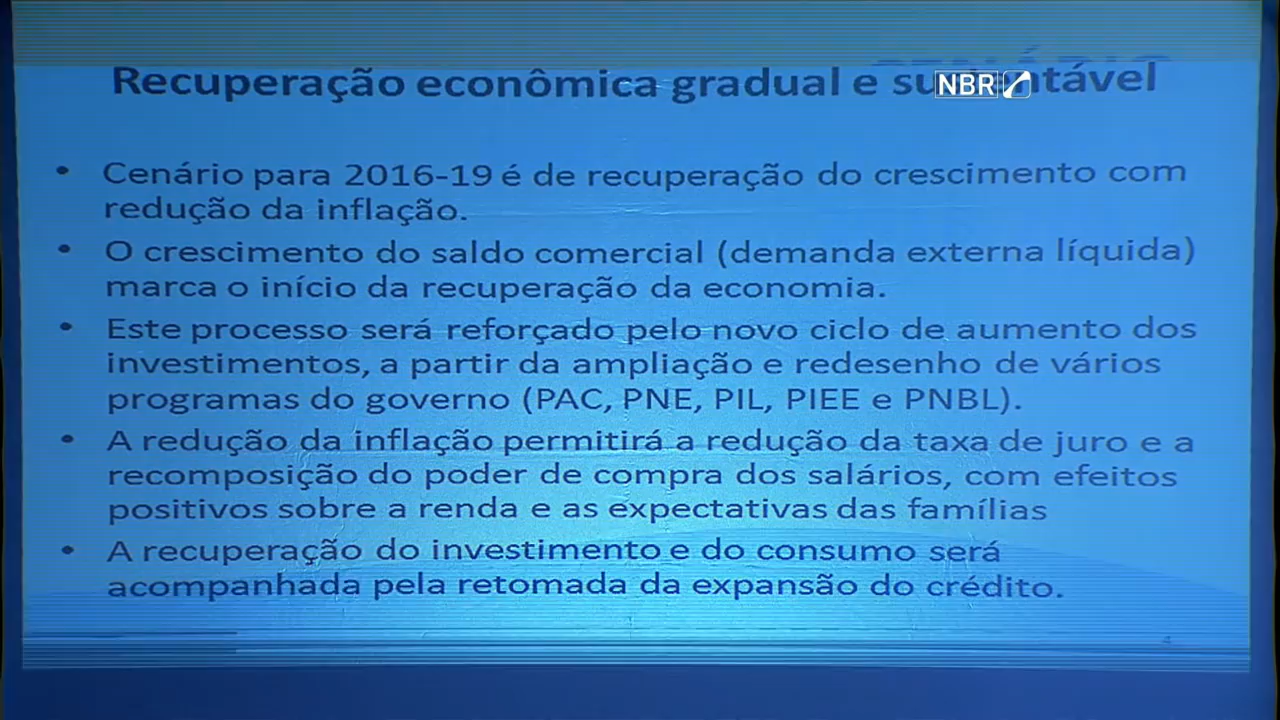 Recuperação econômica gradual e sustentável
NBR
• Cenário para 2016-19 é de recuperação do crescimento com
redução da inflação.
• O crescimento do saldo comercial (demanda externa líquida)
marca o início da recuperação da economia.
• Este processo será reforçado pelo novo ciclo de aumento dos
investimentos, a partir da ampliação e redesenho de vários
programas do governo (PAC, PNE, PIL, PIEE e PNBL).
• A redução da inflação permitirá a redução da taxa de juro e a
recomposição do poder de compra dos salários, com efeitos
positivos sobre a renda e as expectativas das famílias
• A recuperação do investimento e do consumo será
acompanhada pela retomada da expansão do crédito.
4